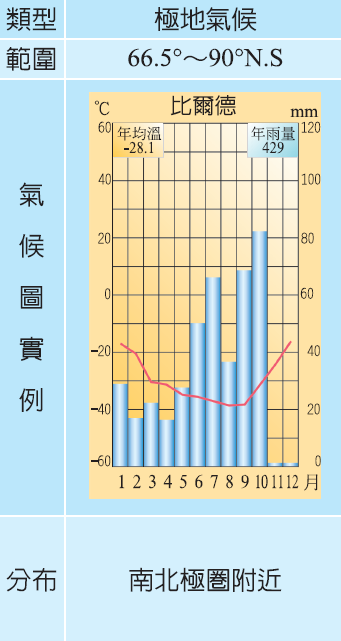 類型 極地氣候
範圍 66.5°～90°N.S
氣候圖實例
比爾德
℃ mm
年均溫 -28.1
年雨量 429
60 120
40 100
20 80
0 60
-20 40
-40 20
-60 0
1 2 3 4 5 6 7 8 9 10 11 12 月
分布 南北極圈附近